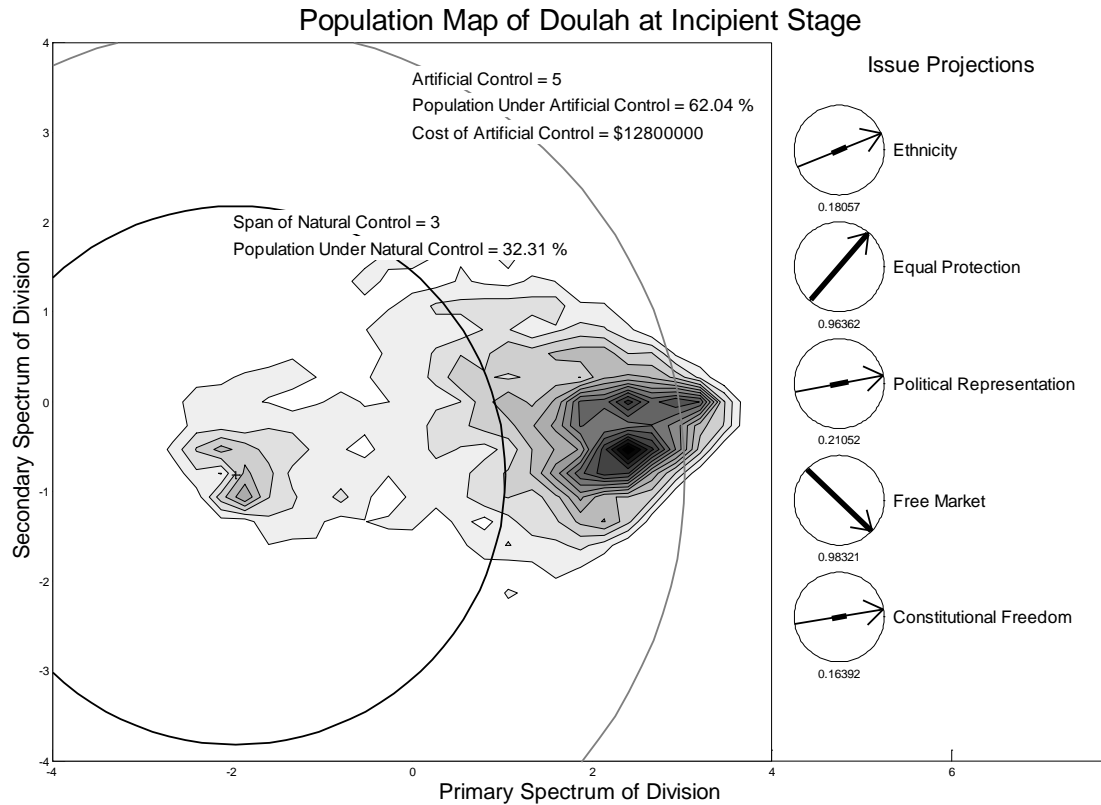 Population Map of Doulah at Incipient Stage
Artificial Control = 5
Population Under Artificial Control = 62.04 %
Cost of Artificial Control = $12800000
Span of Natural Control = 3
Population Under Natural Control = 32.31 %
Secondary Spectrum of Division
4
3
2
1
0
-1
-2
-3
-4
-4
-2
0
2
4
6
Primary Spectrum of Division
Issue Projections
Ethnicity
0.18057
Equal Protection
0.96362
Political Representation
0.21052
Free Market
0.98321
Constitutional Freedom
0.16392